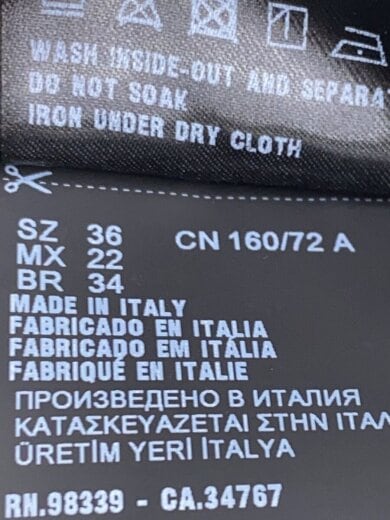 WASH INSIDE-OUT AND
DO NOT SOAK
IRON UNDER DRY CLOTH
SZ 36 CN 160/72 A
MX 22
BR 34
MADE IN ITALY
FABRICADO EN ITALIA
FABRICADO EM ITÁLIA
FABRIQUÉ EN ITALIE
ПРОИЗВЕДЕНО В ИТАЛИЯ
ΚΑΤΑΣΚΕΥΑΖΕΤΑΙ ΣΤΗΝ
ÜRETİM YERİ İTALYA
RN.98339 - CA.34767